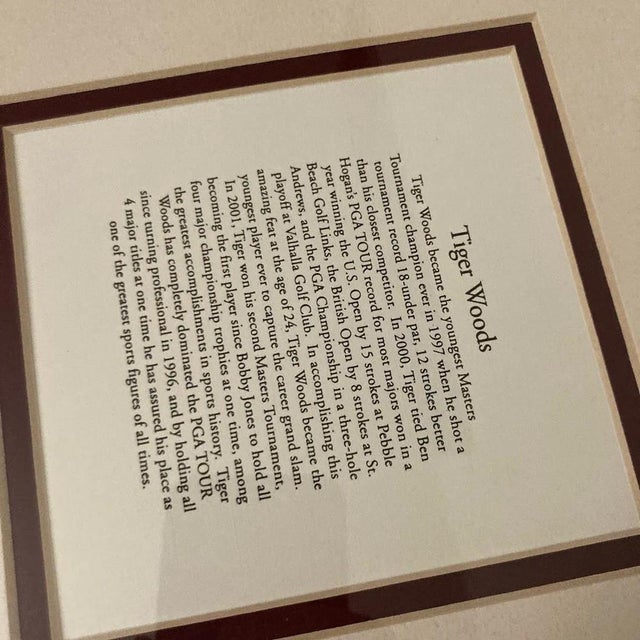 Tiger Woods
Tiger Woods became the youngest Masters
Tournament champion ever in 1997 when he shot a
tournament record 18-under par, 12 strokes better
than his closest competitor. In 2000, Tiger tied Ben
Hogan's PGA TOUR record for most majors won in a
year winning the U.S. Open by 15 strokes at Pebble
Beach Golf Links, the British Open by 8 strokes at St.
Andrews, and the PGA Championship in a three-hole
playoff at Valhalla Golf Club. In accomplishing this
amazing feat at the age of 24, Tiger Woods became the
youngest player ever to capture the career grand slam.
In 2001, Tiger won his second Masters Tournament,
becoming the first player since Bobby Jones to hold all
four major championship trophies at one time, among
the greatest accomplishments in sports history. Tiger
Woods has completely dominated the PGA TOUR
since turning professional in 1996, and by holding all
4 major titles at one time he has assured his place as
one of the greatest sports figures of all times.